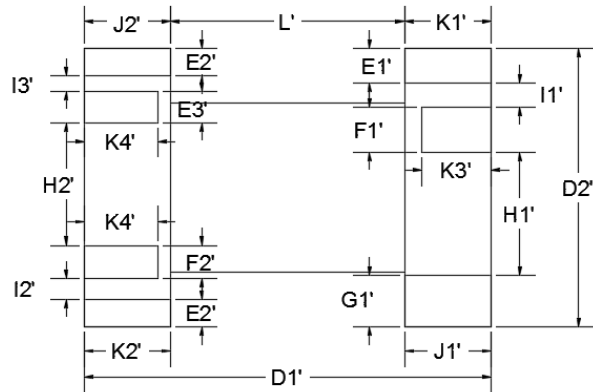 J2' L' K1'
E2' E1'
I3' I1'
E3' F1'
K4' K3'
H2' D2'
K4' H1'
F2'
I2' G1'
E2'
K2' J1'
D1'